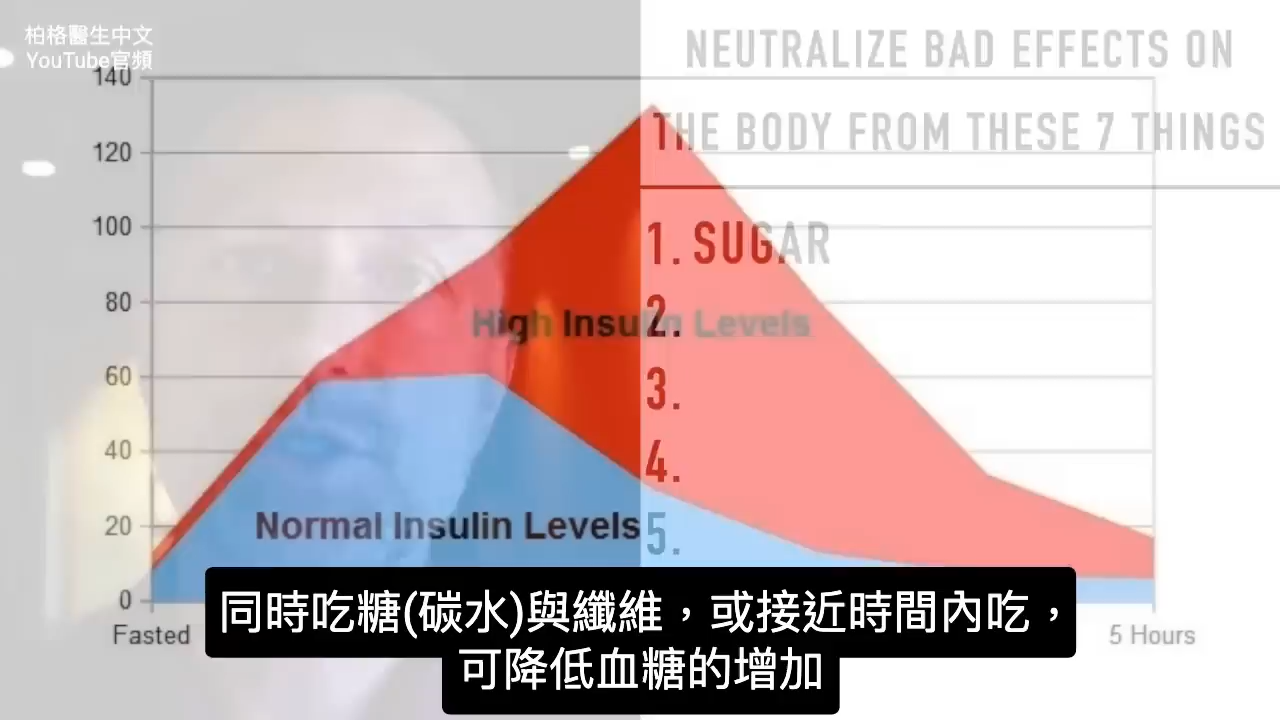 柏格醫生中文
YouTube官頻
NEUTRALIZE BAD EFFECTS ON
THE BODY FROM THESE 7 THINGS
1. SUGAR
2.
3.
4.
5.
140
120
100
80
60
40
20
0
High Insulin Levels
Normal Insulin Levels
Fasted
5 Hours
同時吃糖(碳水)與纖維，或接近時間內吃，
可降低血糖的增加